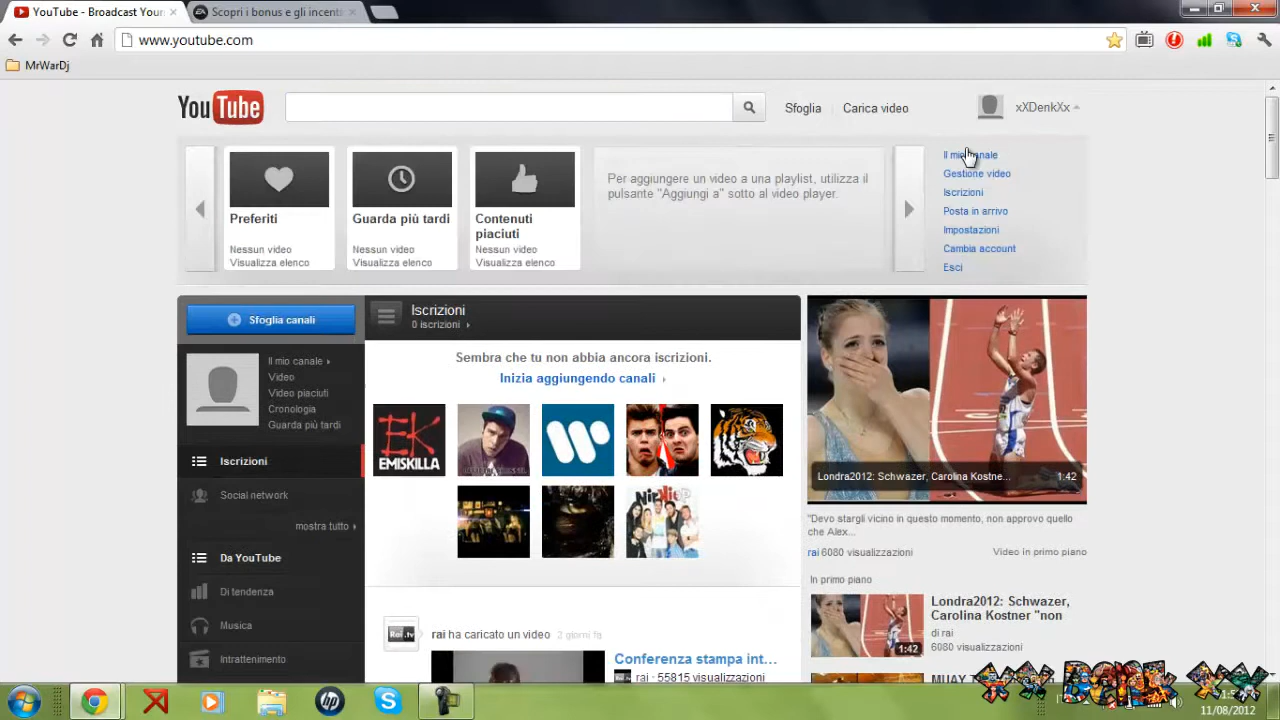 YouTube - Broadcast Your
Scopri i bonus e gli incent
www.youtube.com
MrWarDj
YouTube
Sfoglia
Carica video
xXDenkXx
Preferiti
Nessun video
Visualizza elenco
Guarda più tardi
Nessun video
Visualizza elenco
Contenuti
piaciuti
Nessun video
Visualizza elenco
Per aggiungere un video a una playlist, utilizza il
pulsante "Aggiungi a" sotto al video player.
Il mio canale
Gestione video
Iscrizioni
Posta in arrivo
Impostazioni
Cambia account
Esci
Sfoglia canali
Il mio canale
Video
Video piaciuti
Cronologia
Guarda più tardi
Iscrizioni
Social network
mostra tutto
Da YouTube
Di tendenza
Musica
Intrattenimento
Iscrizioni
0 iscrizioni
Sembra che tu non abbia ancora iscrizioni.
Inizia aggiungendo canali
EK
EMISKILLA
rai ha caricato un video 2 giorni fa
Rai.tv
Conferenza stampa int...
rai - 55815 visualizzazioni
Londra2012: Schwazer, Carolina Kostne... 1:42
"Devo stargli vicino in questo momento, non approvo quello
che Alex...
rai 6080 visualizzazioni
Video in primo piano
In primo piano
1:42
Londra2012: Schwazer,
Carolina Kostner "non
di rai
6080 visualizzazioni
hp
11/08/2012